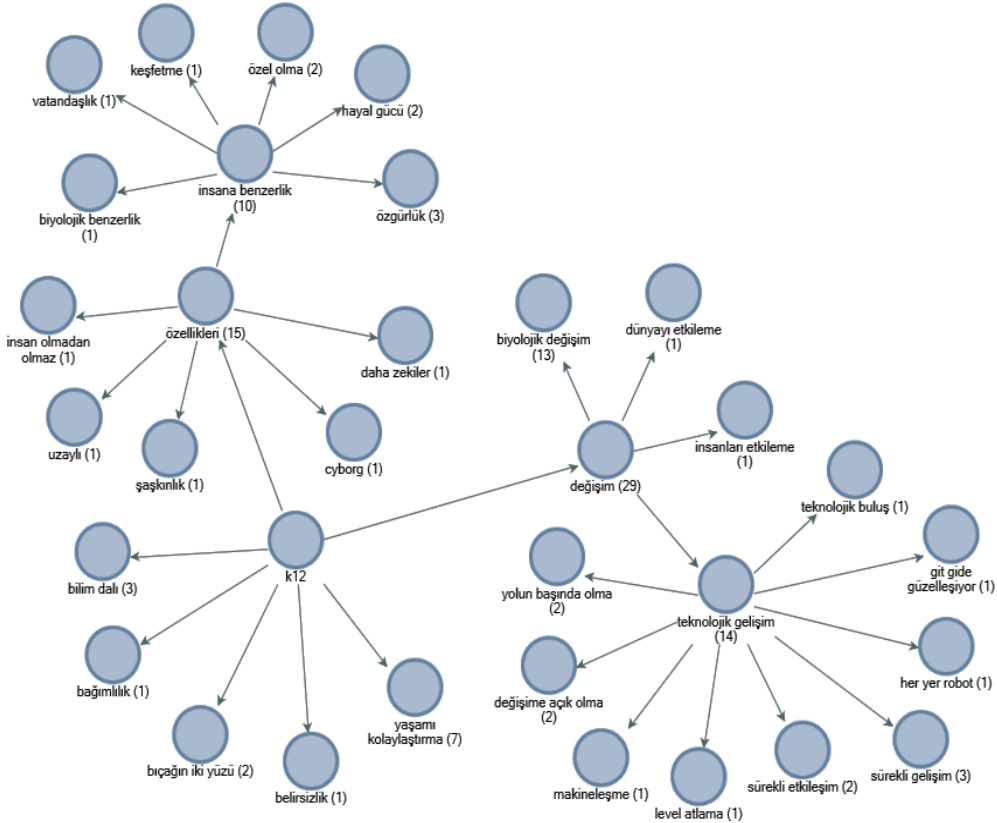 keşfetme (1)
özel olma (2)
vatandaşlık (1)
hayal gücü (2)
insana benzerlik
(10)
biyolojik benzerlik
(1)
özgürlük (3)
özellikleri (15)
insan olmadan
olmaz (1)
daha zekiler (1)
uzaylı (1)
şaşkınlık (1)
cyborg (1)
biyolojik değişim
(13)
dünyayı etkileme
(1)
insanları etkileme
(1)
değişim (29)
teknolojik buluş (1)
k12
bilim dalı (3)
yolun başında olma
(2)
git gide
güzelleşiyor (1)
teknolojik gelişim
(14)
bağımlılık (1)
her yer robot (1)
değişime açık olma
(2)
yaşamı
kolaylaştırma (7)
bıçağın iki yüzü (2)
belirsizlik (1)
makineleşme (1)
level atlama (1)
sürekli etkileşim (2)
sürekli gelişim (3)